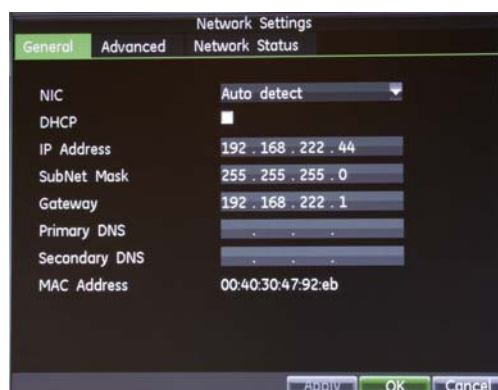 Network Settings
General Advanced Network Status
NIC Auto detect
DHCP
IP Address 192 . 168 . 222 . 44
SubNet Mask 255 . 255 . 255 . 0
Gateway 192 . 168 . 222 . 1
Primary DNS . . .
Secondary DNS . . .
MAC Address 00:40:30:47:92:eb
Apply OK Cancel